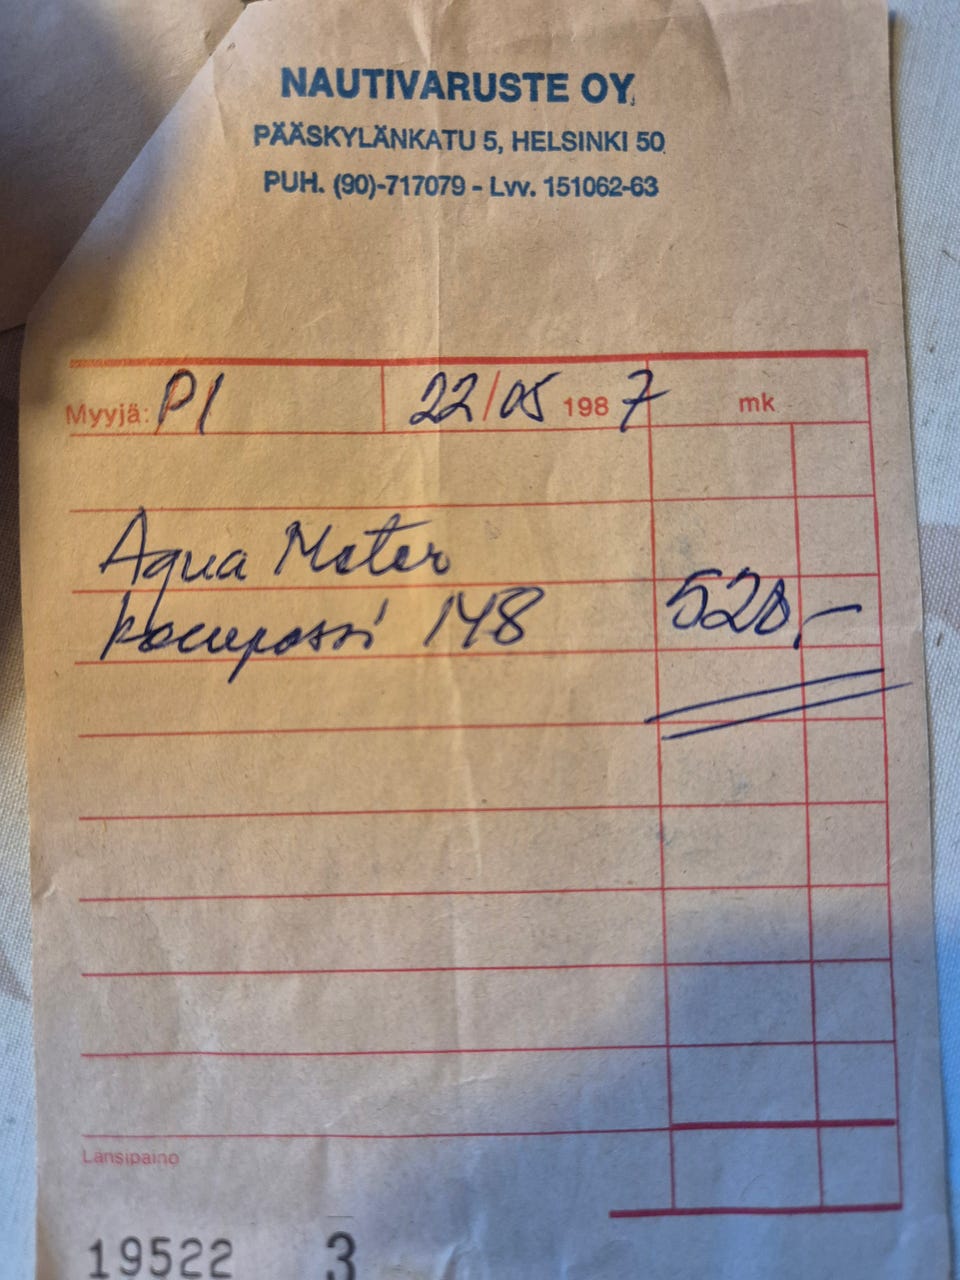 NAUTIVARUSTE OY
PÄÄSKYLÄNKATU 5, HELSINKI 50
PUH. (90)-717079 - Lvv. 151062-63
Myyjä: P1 22/05 1987 mk
Aqua Meter
kompassi 148 520,-
Länsipaino
19522 3